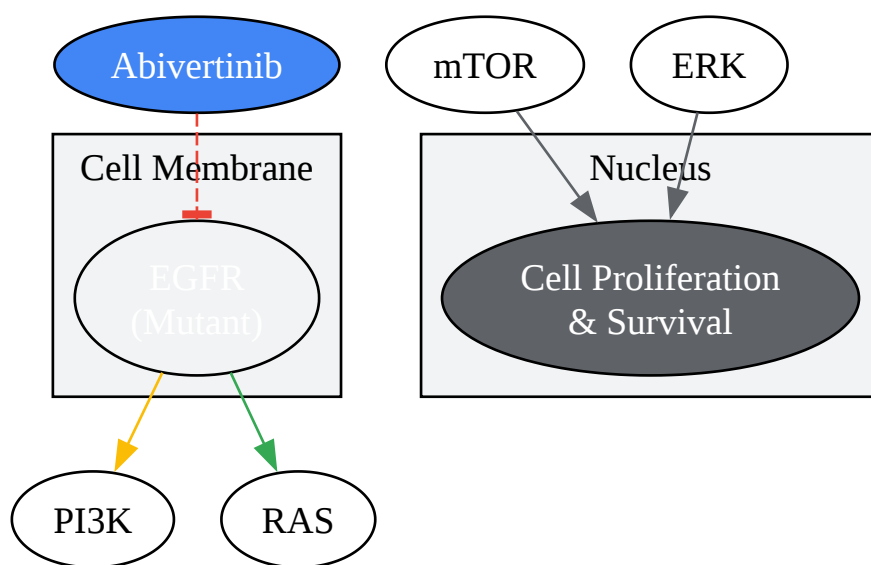 Abivertinib
mTOR
ERK
Cell Membrane
Nucleus
EGFR
(Mutant)
Cell Proliferation
& Survival
PI3K
RAS